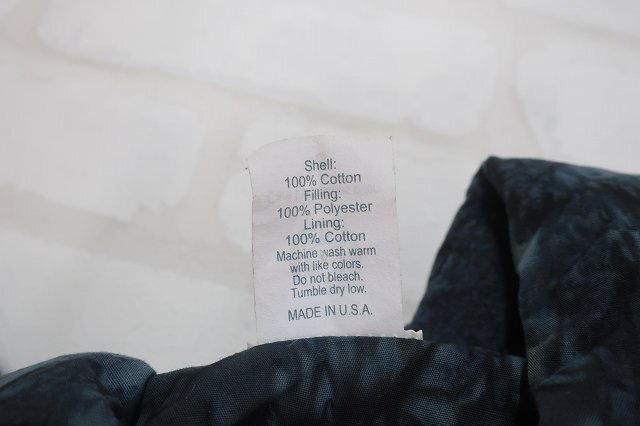 Shell:
100% Cotton
Filling:
100% Polyester
Lining:
100% Cotton
Machine wash warm
with like colors.
Do not bleach.
Tumble dry low.
MADE IN U.S.A.